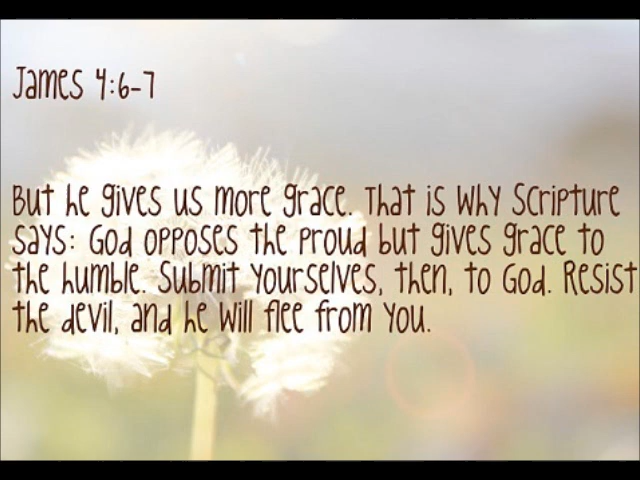 James 4:6-7
But he gives us more grace. That is why Scripture
says: God opposes the proud but gives grace to
the humble. Submit yourselves, then, to God. Resist
the devil, and he will flee from you.